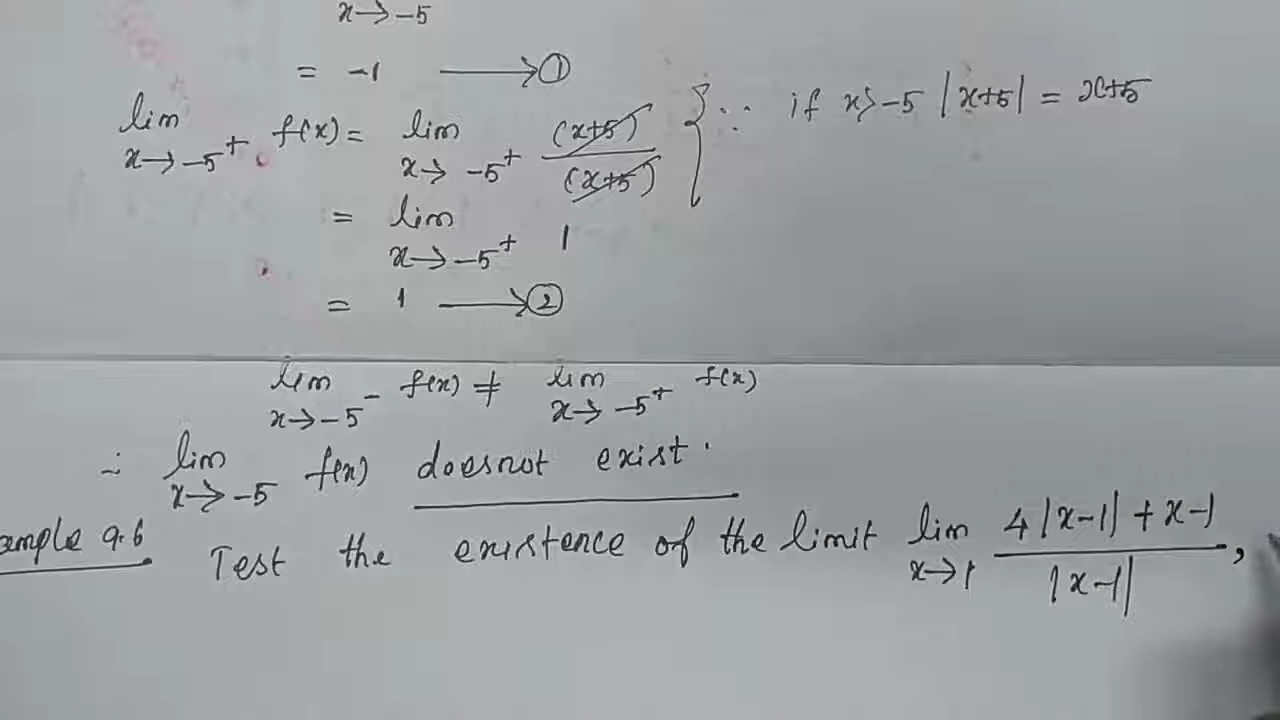 x→-5
= -1 ⟶ ①
lim x→-5⁺ f(x) = lim x→-5⁺ (x+5)/(x+5) } ∵ if x>-5 |x+5| = x+5
= lim x→-5⁺ 1
= 1 ⟶ ②
lim x→-5⁻ f(x) ≠ lim x→-5⁺ f(x)
∴ lim x→-5 f(x) doesnot exist.
ample 9.6 Test the existence of the limit lim x→1 (4|x-1| + x-1)/|x-1| ,